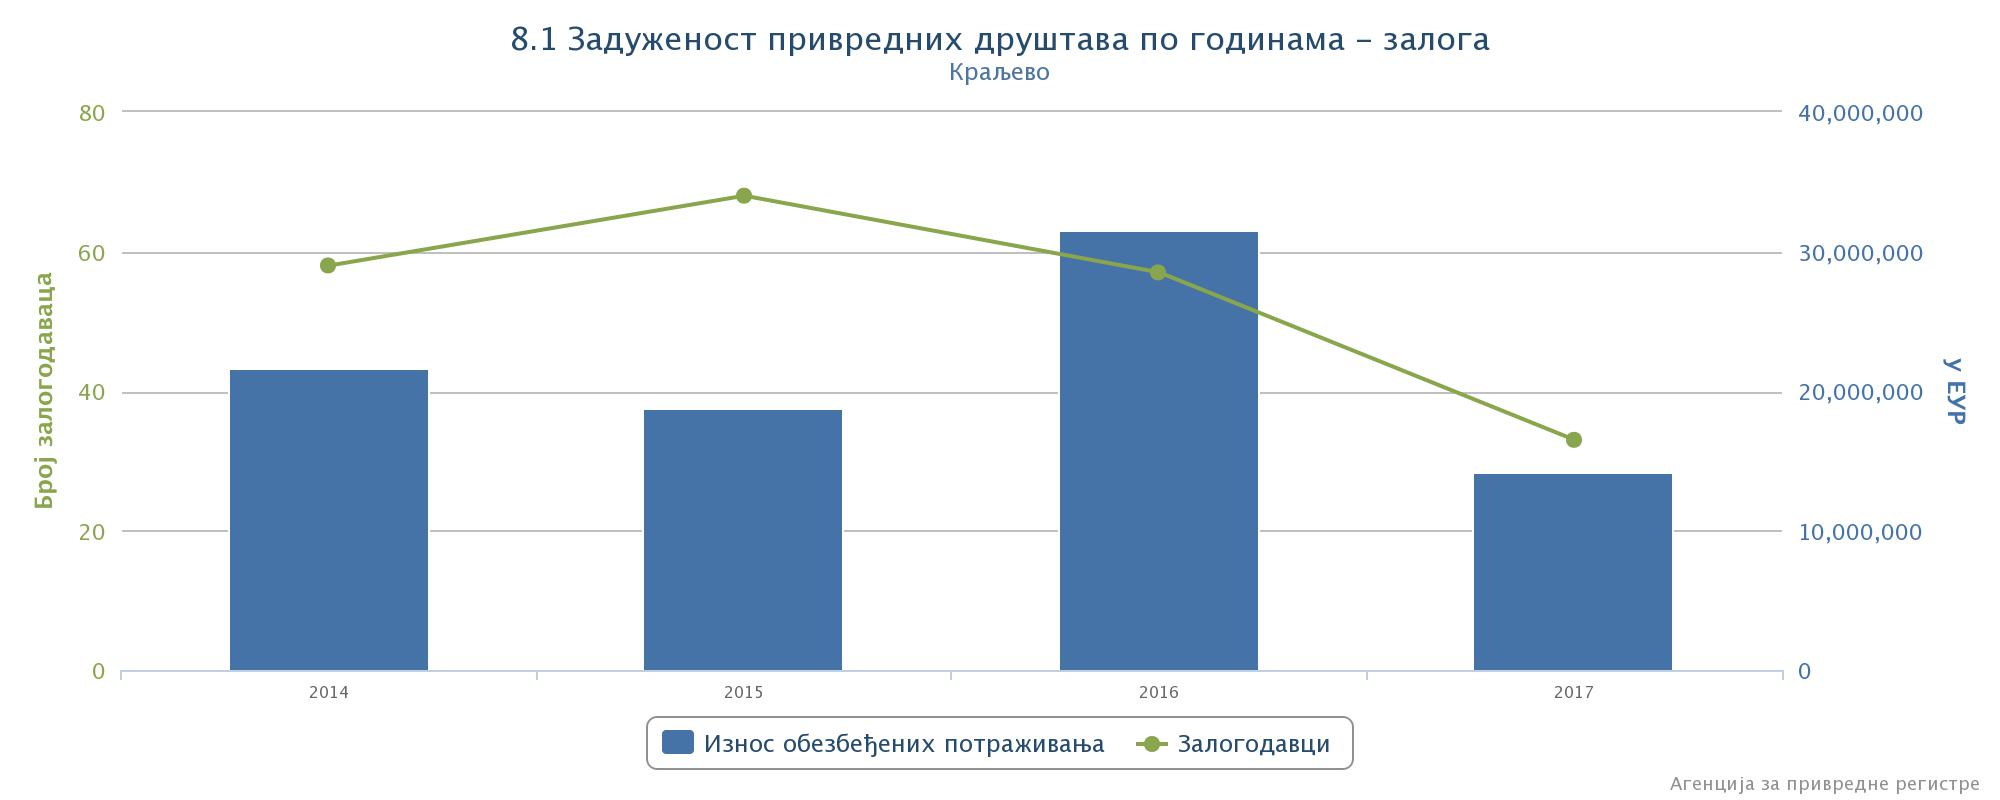 8.1 Задуженост привредних друштава по годинама – залога
Краљево
80
60
40
20
0
Број залогодаваца
40,000,000
30,000,000
20,000,000
10,000,000
0
у ЕУР
2014
2015
2016
2017
Износ обезбеђених потраживања
Залогодавци
Агенција за привредне регистре